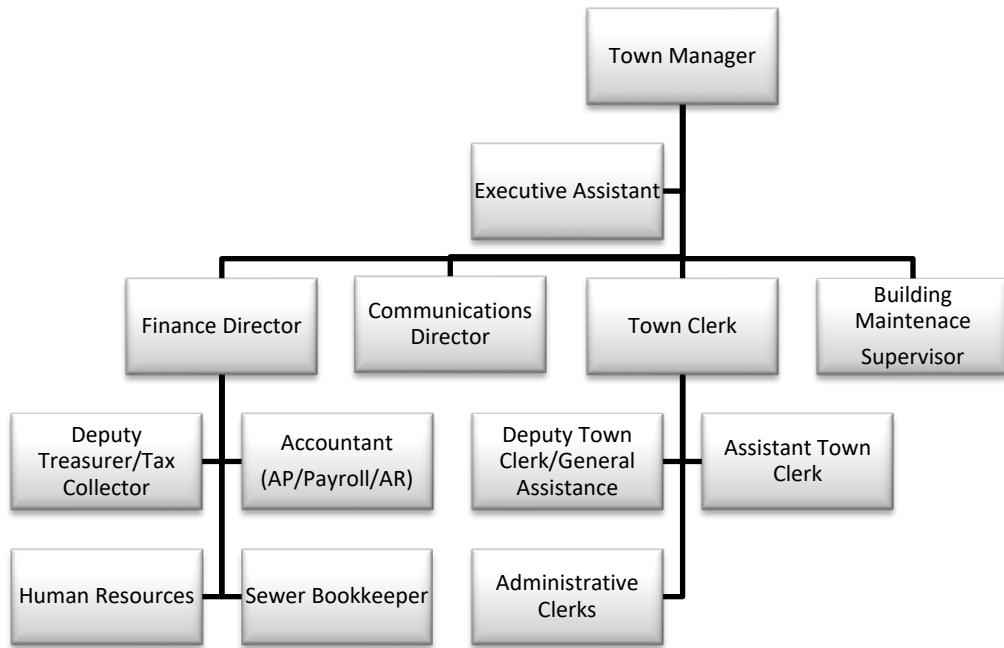 Town Manager
Executive Assistant
Finance Director
Communications
Director
Town Clerk
Building
Maintenace
Supervisor
Deputy
Treasurer/Tax
Collector
Accountant
(AP/Payroll/AR)
Deputy Town
Clerk/General
Assistance
Assistant Town
Clerk
Human Resources
Sewer Bookkeeper
Administrative
Clerks